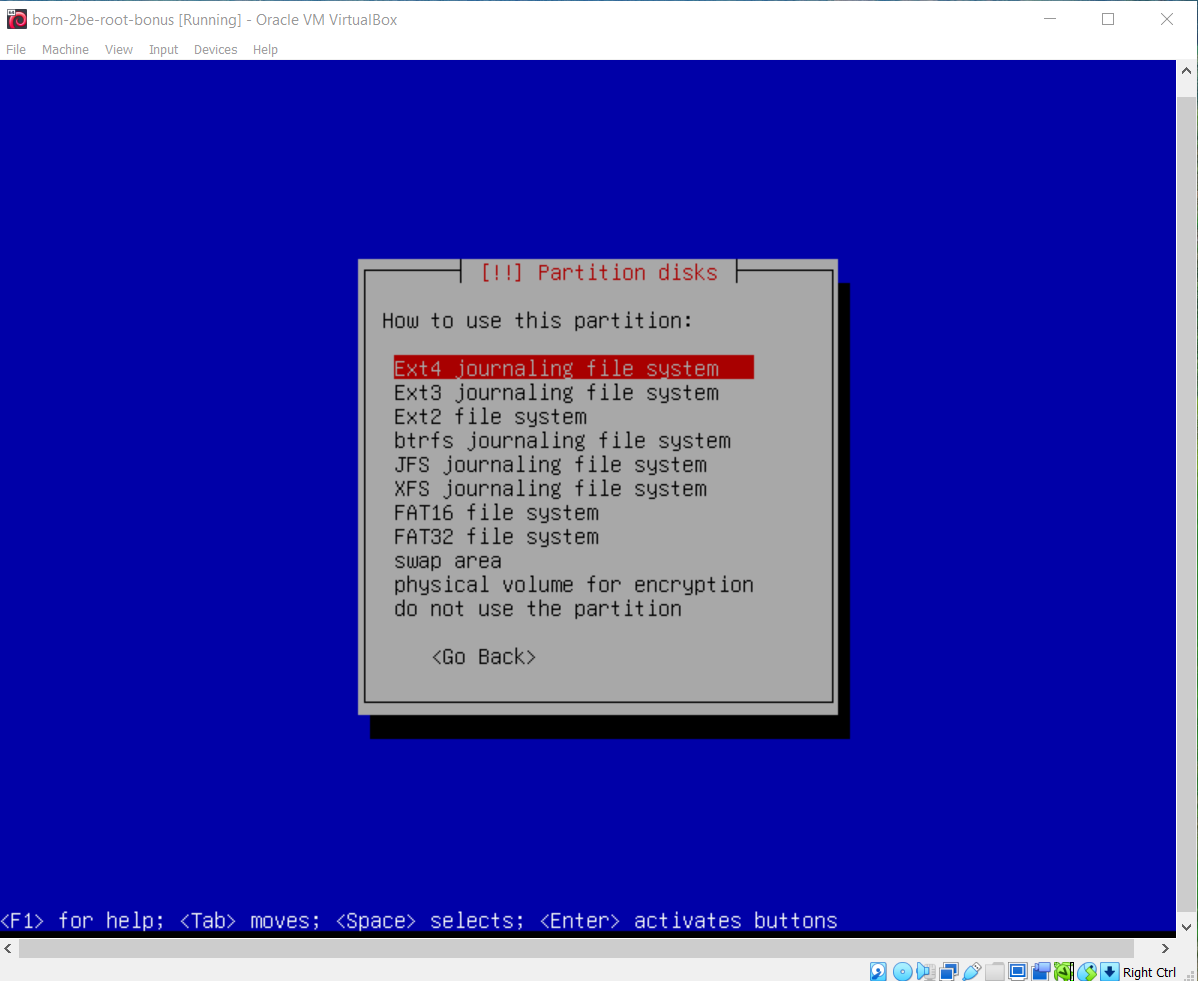 born-2be-root-bonus [Running] - Oracle VM VirtualBox
File Machine View Input Devices Help
[!!] Partition disks
How to use this partition:
Ext4 journaling file system
Ext3 journaling file system
Ext2 file system
btrfs journaling file system
JFS journaling file system
XFS journaling file system
FAT16 file system
FAT32 file system
swap area
physical volume for encryption
do not use the partition
<Go Back>
<F1> for help; <Tab> moves; <Space> selects; <Enter> activates buttons
Right Ctrl